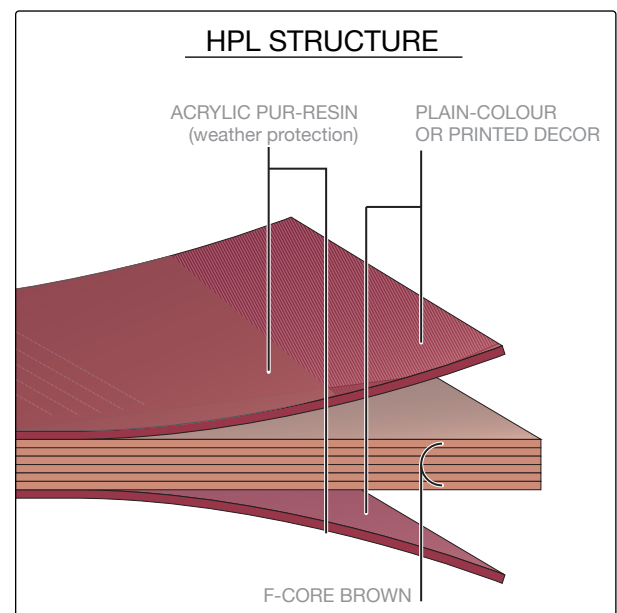 HPL STRUCTURE
ACRYLIC PUR-RESIN
(weather protection)
PLAIN-COLOUR
OR PRINTED DECOR
F-CORE BROWN